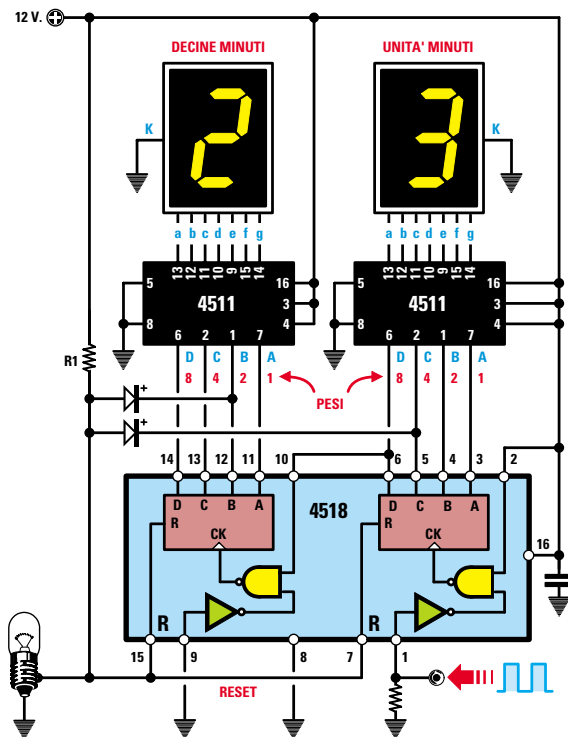 12 V.
DECINE MINUTI UNITA' MINUTI
K K
a b c d e f g a b c d e f g
13 12 11 10 9 15 14 13 12 11 10 9 15 14
5 16 5 16
4511 3 4511 3
8 4 8 4
6 2 1 7 6 2 1 7
R1
D C B A D C B A
8 4 2 1 8 4 2 1
PESI
14 13 12 11 10 6 5 4 3 2
D C B A 4518 D C B A
R R
CK CK
16
R R
15 9 8 7 1
RESET